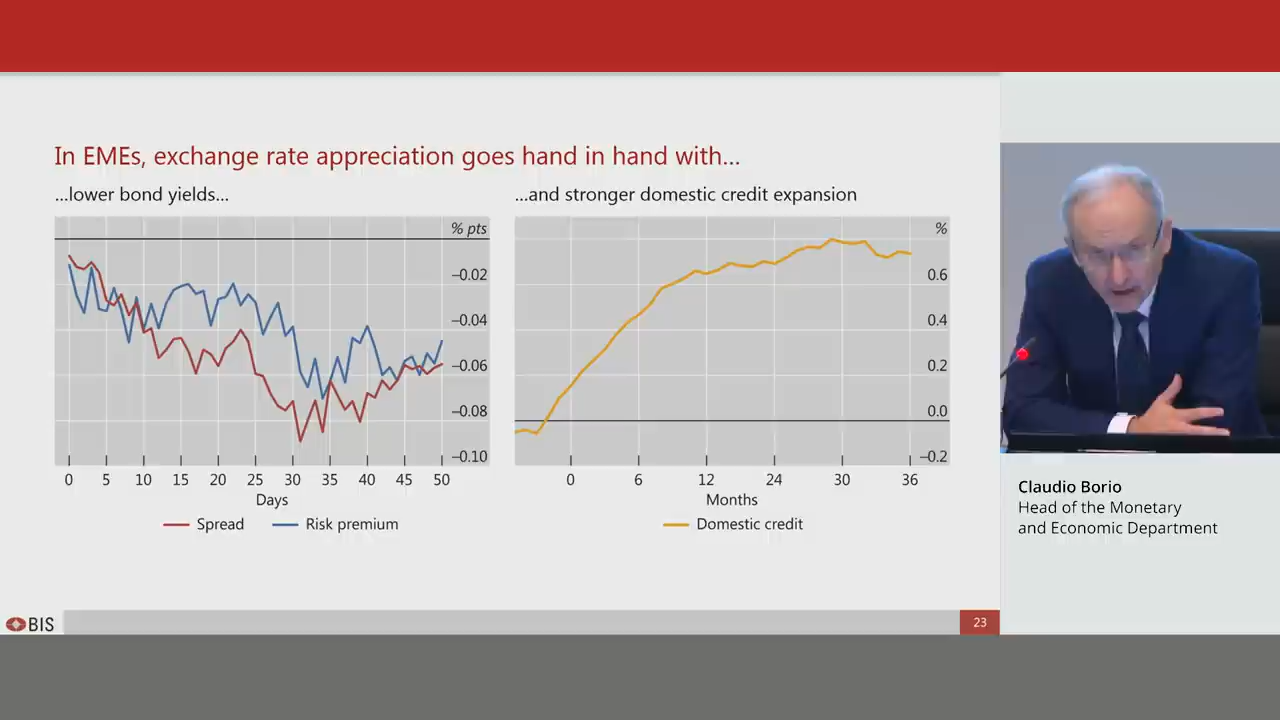 In EMEs, exchange rate appreciation goes hand in hand with…
…lower bond yields…
% pts
–0.02
–0.04
–0.06
–0.08
–0.10
0 5 10 15 20 25 30 35 40 45 50
Days
Spread Risk premium
…and stronger domestic credit expansion
%
0.6
0.4
0.2
0.0
–0.2
0 6 12 18 24 30 36
Months
Domestic credit
Claudio Borio
Head of the Monetary
and Economic Department
BIS
23